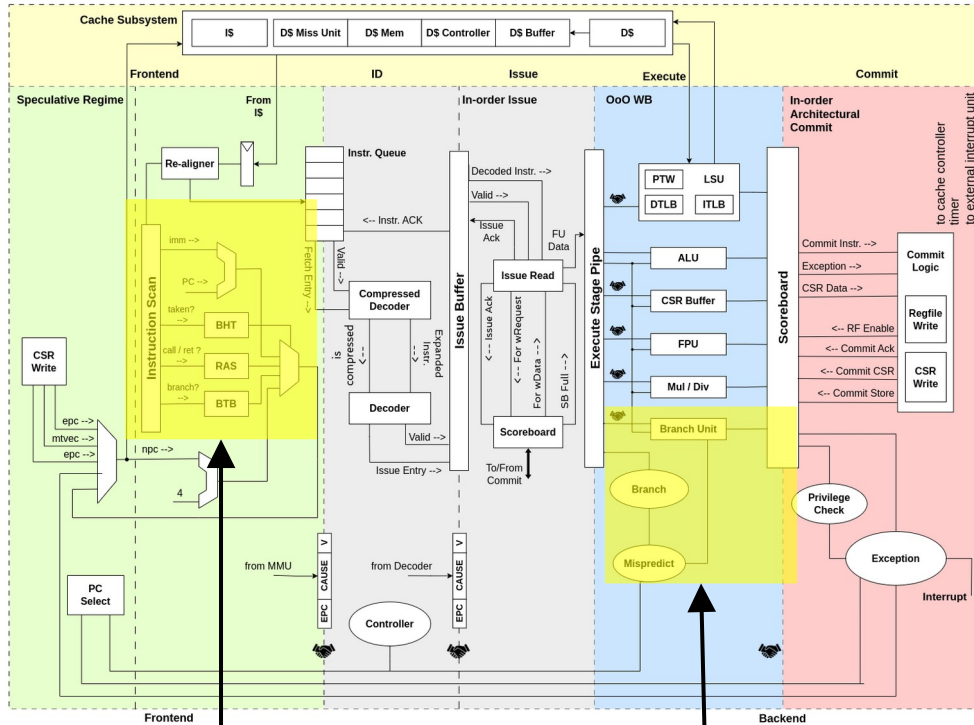 Cache Subsystem
I$
D$ Miss Unit
D$ Mem
D$ Controller
D$ Buffer
D$
Frontend
ID
Issue
Execute
Commit
Speculative Regime
From
I$
In-order Issue
OoO WB
In-order
Architectural
Commit
Re-aligner
Instr. Queue
Decoded Instr. -->
Valid -->
<-- Instr. ACK
Issue
Ack
FU
Data
PTW
LSU
DTLB
ITLB
to cache controller
timer
to external interrupt unit
Instruction Scan
imm -->
PC -->
taken?
-->
BHT
call / ret ?
-->
RAS
branch?
-->
BTB
Fetch Entry -->
Valid -->
Compressed
Decoder
is
compressed
--->
Expanded
Instr.
--->
Decoder
Valid -->
Issue Entry -->
Issue Buffer
Issue Read
<--- Issue Ack
<--- For wRequest
For wData --->
SB Full --->
Scoreboard
To/From
Commit
Execute Stage Pipe
ALU
CSR Buffer
FPU
Mul / Div
Branch Unit
Branch
Mispredict
Scoreboard
Commit Instr. -->
Exception -->
CSR Data -->
<-- RF Enable
<-- Commit Ack
<-- Commit CSR
<-- Commit Store
Commit
Logic
Regfile
Write
CSR
Write
CSR
Write
epc -->
mtvec -->
epc -->
npc -->
4
PC
Select
from MMU
EPC CAUSE V
from Decoder
EPC CAUSE V
Controller
Privilege
Check
Exception
Interrupt
Frontend
Backend